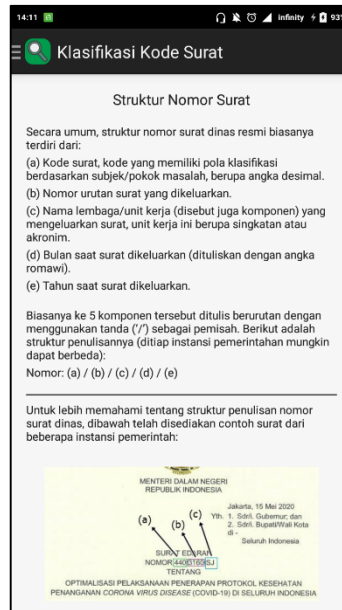 14:11 infinity 93%
Klasifikasi Kode Surat
Struktur Nomor Surat
Secara umum, struktur nomor surat dinas resmi biasanya
terdiri dari:
(a) Kode surat, kode yang memiliki pola klasifikasi
berdasarkan subjek/pokok masalah, berupa angka desimal.
(b) Nomor urutan surat yang dikeluarkan.
(c) Nama lembaga/unit kerja (disebut juga komponen) yang
mengeluarkan surat, unit kerja ini berupa singkatan atau
akronim.
(d) Bulan saat surat dikeluarkan (dituliskan dengan angka
romawi).
(e) Tahun saat surat dikeluarkan.
Biasanya ke 5 komponen tersebut ditulis berurutan dengan
menggunakan tanda ('/') sebagai pemisah. Berikut adalah
struktur penulisannya (ditiap instansi pemerintahan mungkin
dapat berbeda):
Nomor: (a) / (b) / (c) / (d) / (e)
Untuk lebih memahami tentang struktur penulisan nomor
surat dinas, dibawah telah disediakan contoh surat dari
beberapa instansi pemerintah:
MENTERI DALAM NEGERI
REPUBLIK INDONESIA
Jakarta, 15 Mei 2020
Yth. 1. Sdr/i. Gubernur; dan
2. Sdr/i. Bupati/Wali Kota
di -
Seluruh Indonesia
(a) (b) (c)
SURAT EDARAN
NOMOR 440 SJ
TENTANG
OPTIMALISASI PELAKSANAAN PENERAPAN PROTOKOL KESEHATAN
PENANGANAN CORONA VIRUS DISEASE (COVID-19) DI SELURUH INDONESIA